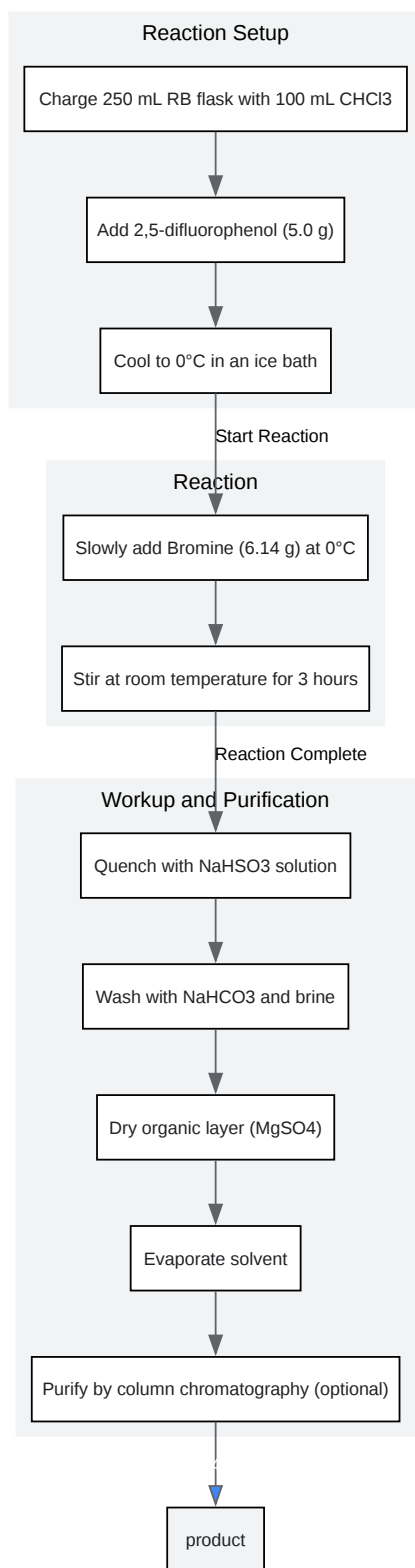 Reaction Setup
Charge 250 mL RB flask with 100 mL CHCl3
Add 2,5-difluorophenol (5.0 g)
Cool to 0°C in an ice bath
Start Reaction
Reaction
Slowly add Bromine (6.14 g) at 0°C
Stir at room temperature for 3 hours
Reaction Complete
Workup and Purification
Quench with NaHSO3 solution
Wash with NaHCO3 and brine
Dry organic layer (MgSO4)
Evaporate solvent
Purify by column chromatography (optional)
product